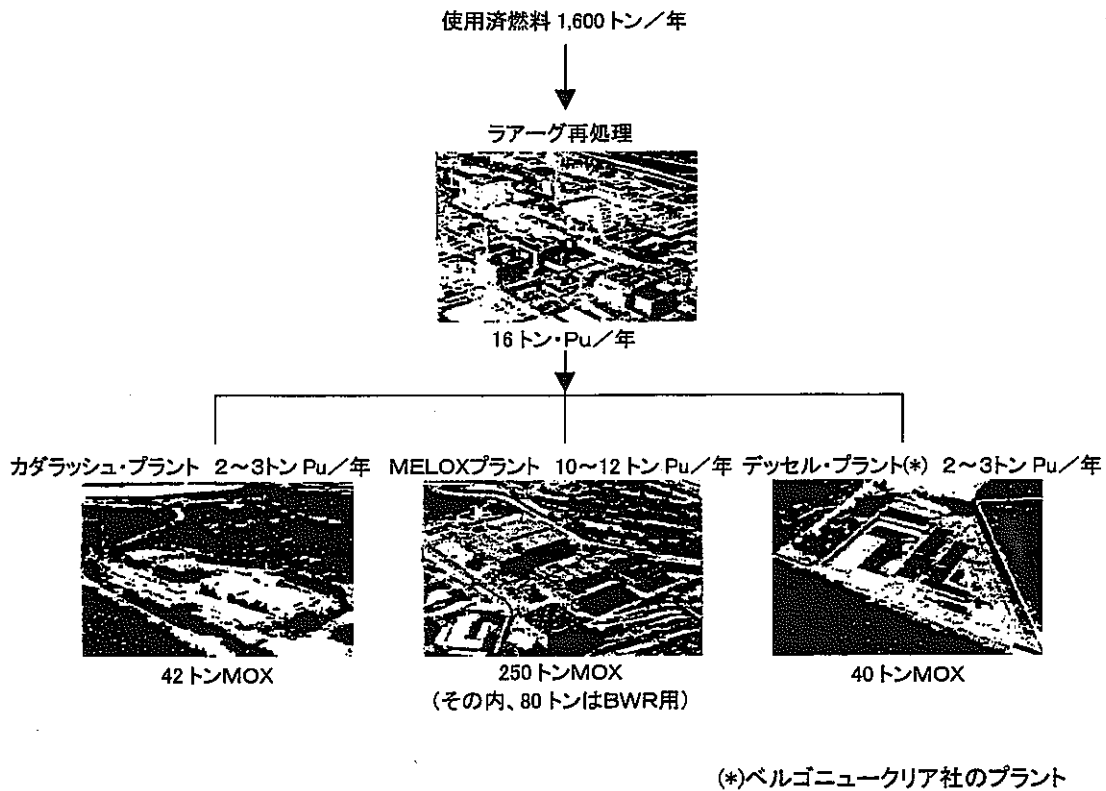 使用済燃料 1,600トン／年
ラアーグ再処理
16トン・Pu／年
カダラッシュ・プラント 2～3トン Pu／年
MELOXプラント 10～12トン Pu／年
デッセル・プラント(*) 2～3トン Pu／年
42トンMOX
250トンMOX
(その内、80トンはBWR用)
40トンMOX
(*)ベルゴニュークリア社のプラント